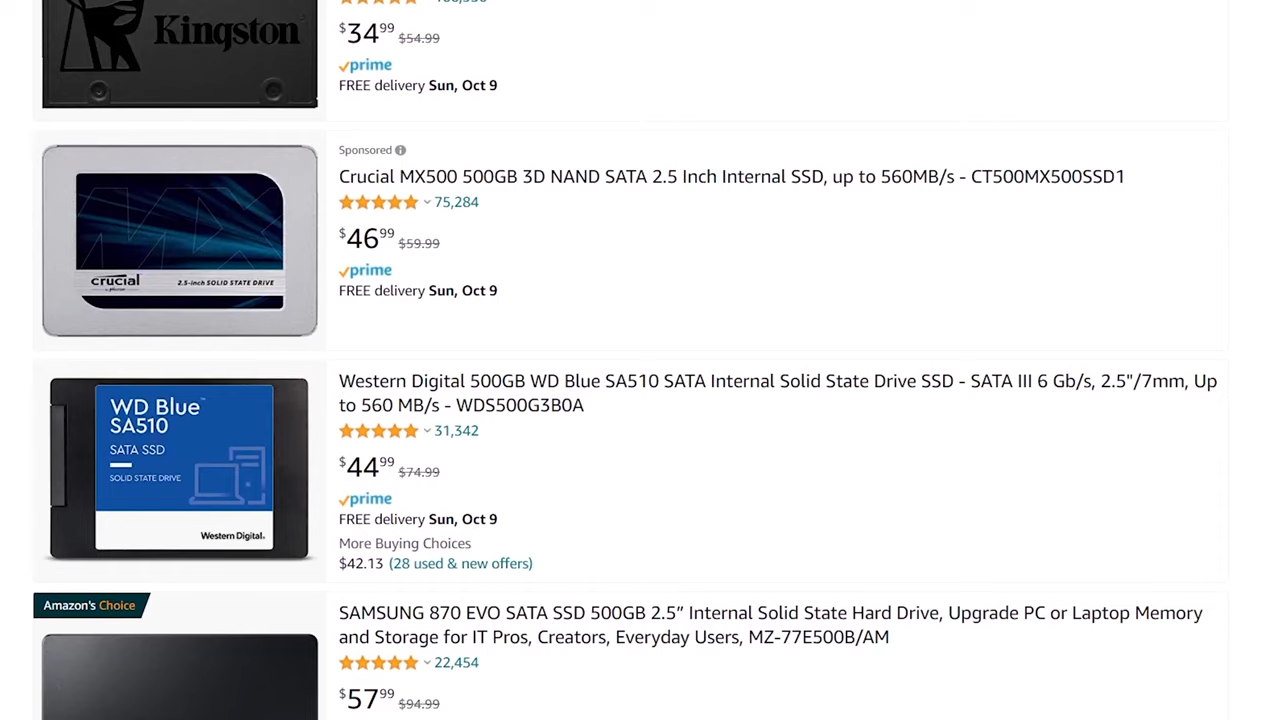 Kingston
$34.99 $54.99
prime
FREE delivery Sun, Oct 9
Sponsored
Crucial MX500 500GB 3D NAND SATA 2.5 Inch Internal SSD, up to 560MB/s - CT500MX500SSD1
75,284
$46.99 $59.99
prime
FREE delivery Sun, Oct 9
crucial
2.5-inch SOLID STATE DRIVE
Western Digital 500GB WD Blue SA510 SATA Internal Solid State Drive SSD - SATA III 6 Gb/s, 2.5"/7mm, Up
to 560 MB/s - WDS500G3B0A
31,342
$44.99 $74.99
prime
FREE delivery Sun, Oct 9
More Buying Choices
$42.13 (28 used & new offers)
WD Blue™
SA510
SATA SSD
SOLID STATE DRIVE
Western Digital.
Amazon's Choice
SAMSUNG 870 EVO SATA SSD 500GB 2.5” Internal Solid State Hard Drive, Upgrade PC or Laptop Memory
and Storage for IT Pros, Creators, Everyday Users, MZ-77E500B/AM
22,454
$57.99 $94.99